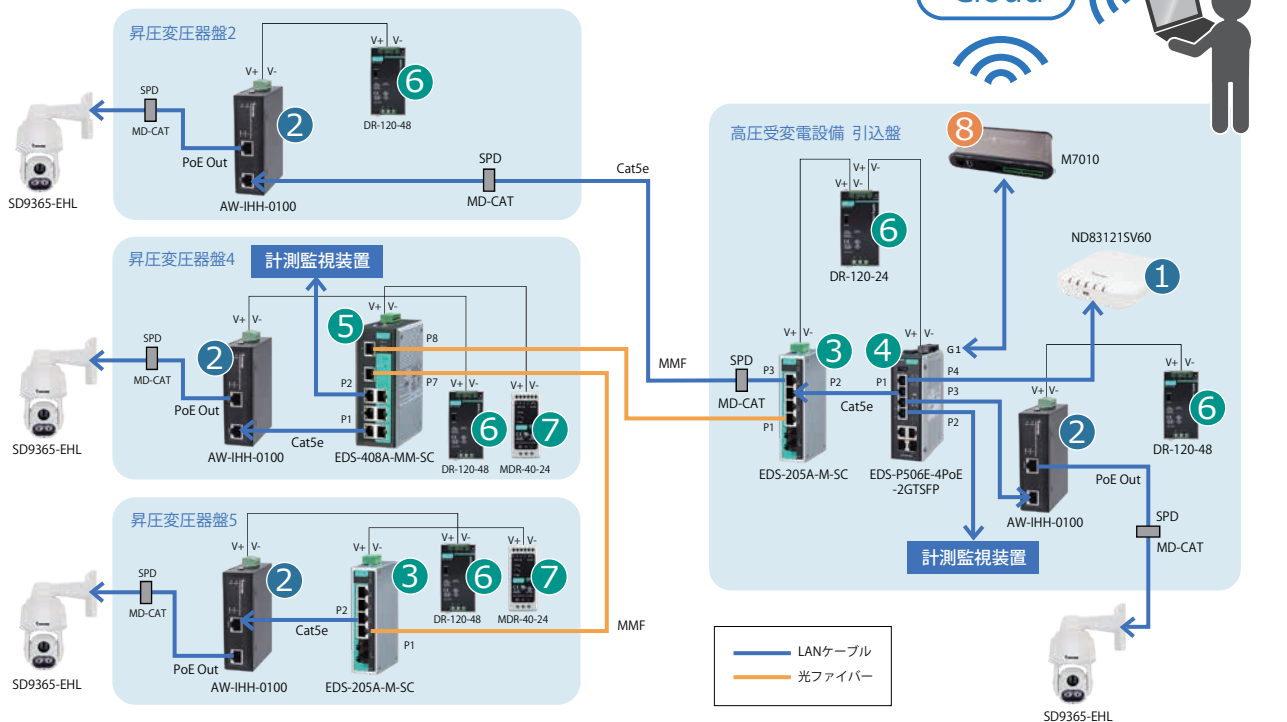 Cloud
昇圧変圧器盤2
V+ V-
6
DR-120-48
V+ V-
2
SPD
MD-CAT
PoE Out
AW-IHH-0100
SD9365-EHL
SPD
MD-CAT
Cat5e
昇圧変圧器盤4
計測監視装置
V+ V-
V+ V-
5
2
P8
P7
P2
P1
SPD
MD-CAT
PoE Out
Cat5e
AW-IHH-0100
EDS-408A-MM-SC
V+ V-
V+ V-
6
7
DR-120-48
MDR-40-24
SD9365-EHL
昇圧変圧器盤5
V+ V-
V+ V-
V+ V-
V+ V-
2
3
6
7
SPD
MD-CAT
P2
P1
Cat5e
PoE Out
DR-120-48
MDR-40-24
AW-IHH-0100
EDS-205A-M-SC
SD9365-EHL
MMF
MMF
高圧受変電設備 引込盤
8
M7010
V+ V-
V+ V-
6
DR-120-24
ND83121SV60
1
V+ V-
V+ V-
3
4
G1
SPD
MD-CAT
P3
P2
P1
P1
Cat5e
P4
P3
P2
EDS-205A-M-SC
EDS-P506E-4PoE
-2GTSFP
V+ V-
V+ V-
2
6
DR-120-48
PoE Out
AW-IHH-0100
SPD
MD-CAT
計測監視装置
SD9365-EHL
LANケーブル
光ファイバー